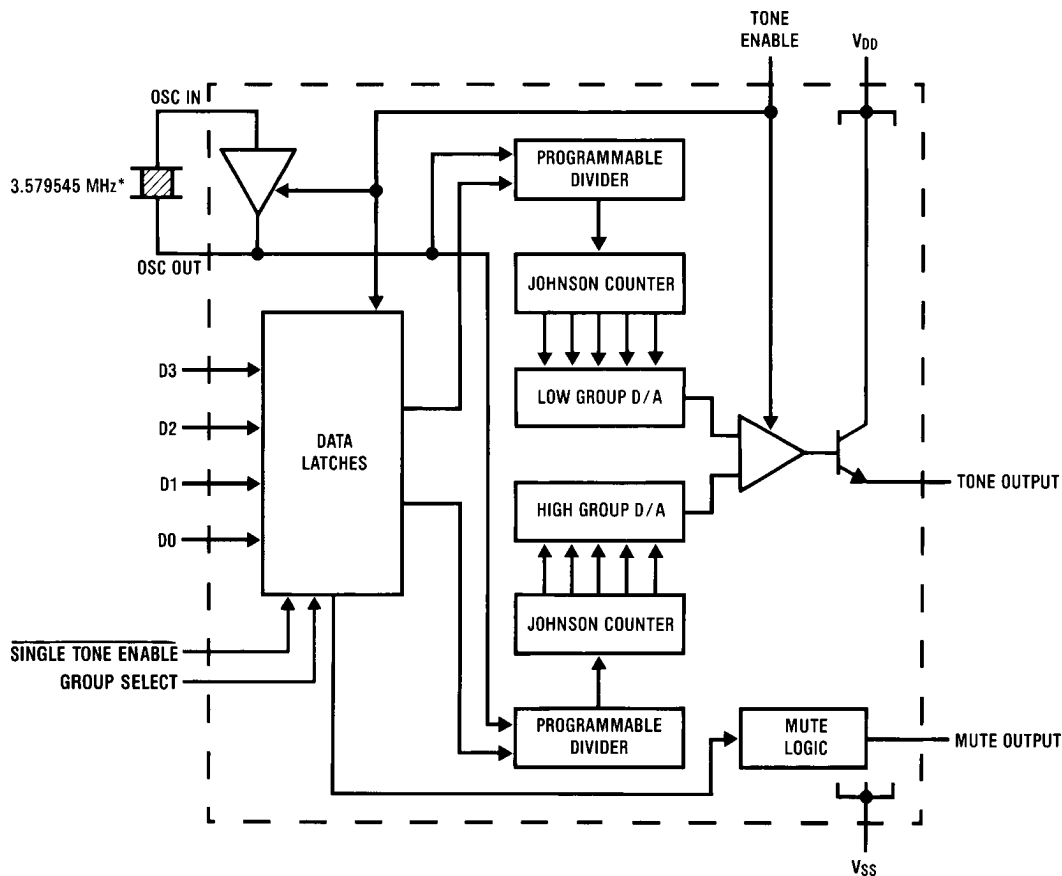 TONE
ENABLE
VDD
OSC IN
3.579545 MHz*
OSC OUT
PROGRAMMABLE
DIVIDER
JOHNSON COUNTER
D3
D2
D1
D0
DATA
LATCHES
LOW GROUP D/A
HIGH GROUP D/A
TONE OUTPUT
JOHNSON COUNTER
SINGLE TONE ENABLE
GROUP SELECT
PROGRAMMABLE
DIVIDER
MUTE
LOGIC
MUTE OUTPUT
VSS